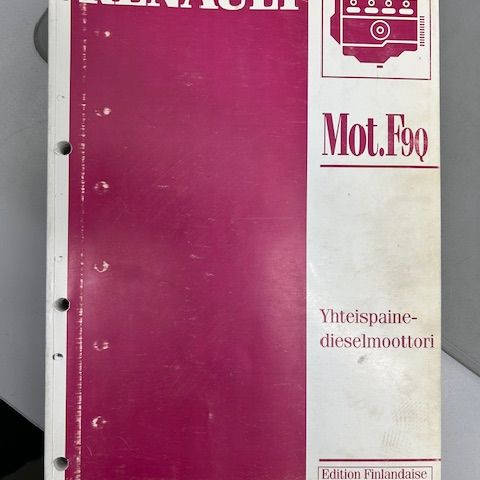 RENAULT
Mot.F9Q
Yhteispaine-
dieselmoottori
Edition Finlandaise